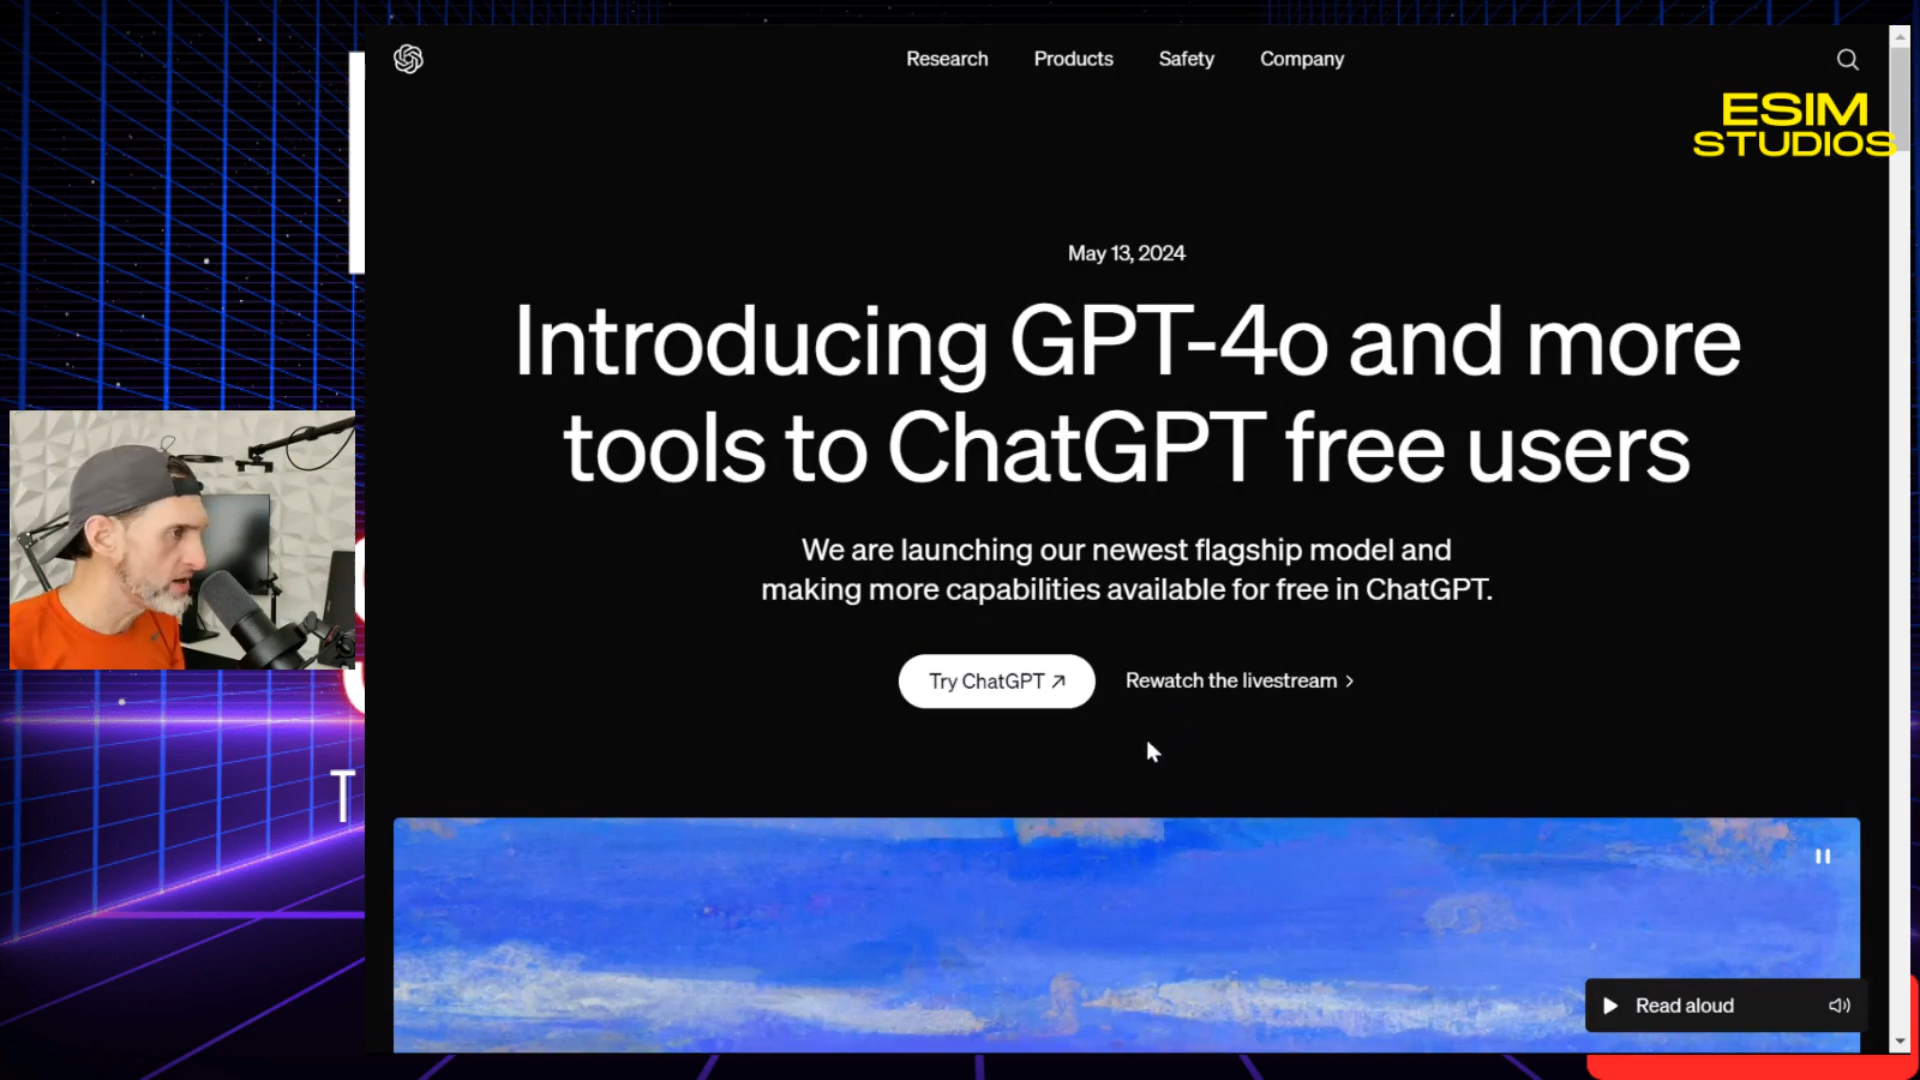 Research Products Safety Company
ESIM
STUDIOS
May 13, 2024
Introducing GPT-4o and more
tools to ChatGPT free users
We are launching our newest flagship model and
making more capabilities available for free in ChatGPT.
Try ChatGPT ↗
Rewatch the livestream >
T
Read aloud